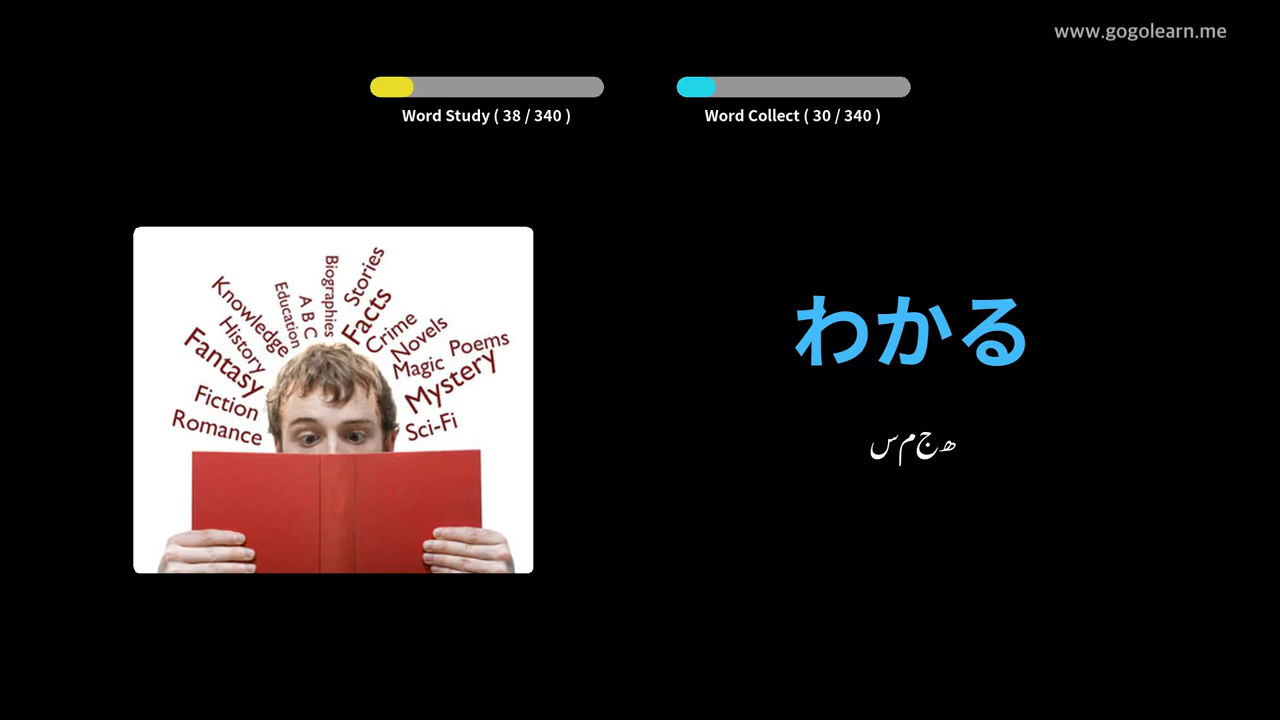 www.gogolearn.me
Word Study ( 38 / 340 )
Word Collect ( 30 / 340 )
Romance
Fiction
Fantasy
History
Knowledge
Education
A B C
Biographies
Stories
Facts
Crime
Novels
Magic
Poems
Mystery
Sci-Fi
わかる
ھ ج م س